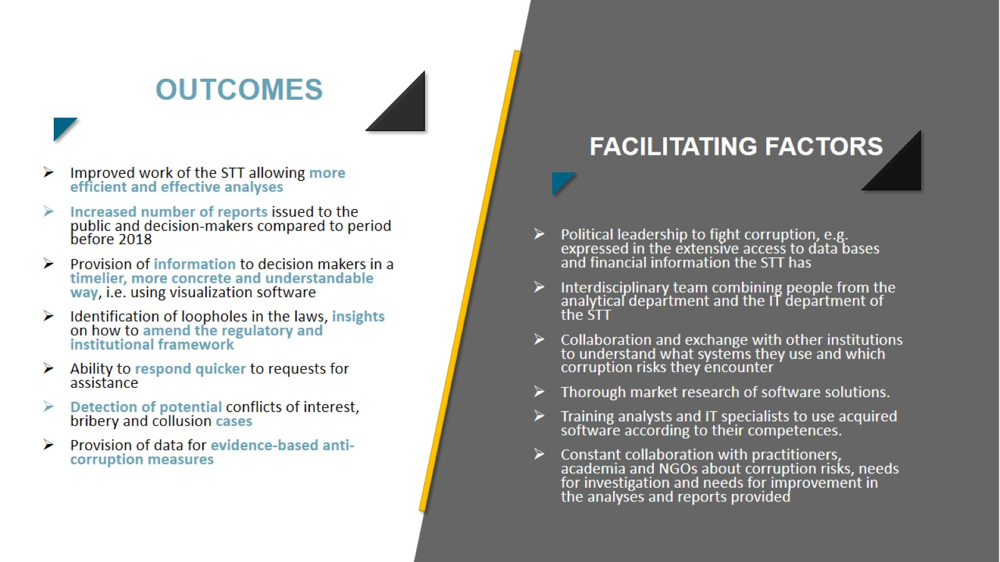 OUTCOMES
➢ Improved work of the STT allowing more
efficient and effective analyses
➢ Increased number of reports issued to the
public and decision-makers compared to period
before 2018
➢ Provision of information to decision makers in a
timelier, more concrete and understandable
way, i.e. using visualization software
➢ Identification of loopholes in the laws, insights
on how to amend the regulatory and
institutional framework
➢ Ability to respond quicker to requests for
assistance
➢ Detection of potential conflicts of interest,
bribery and collusion cases
➢ Provision of data for evidence-based anti-
corruption measures
FACILITATING FACTORS
➢ Political leadership to fight corruption, e.g.
expressed in the extensive access to data bases
and financial information the STT has
➢ Interdisciplinary team combining people from the
analytical department and the IT department of
the STT
➢ Collaboration and exchange with other institutions
to understand what systems they use and which
corruption risks they encounter
➢ Thorough market research of software solutions.
➢ Training analysts and IT specialists to use acquired
software according to their competences.
➢ Constant collaboration with practitioners,
academia and NGOs about corruption risks, needs
for investigation and needs for improvement in
the analyses and reports provided